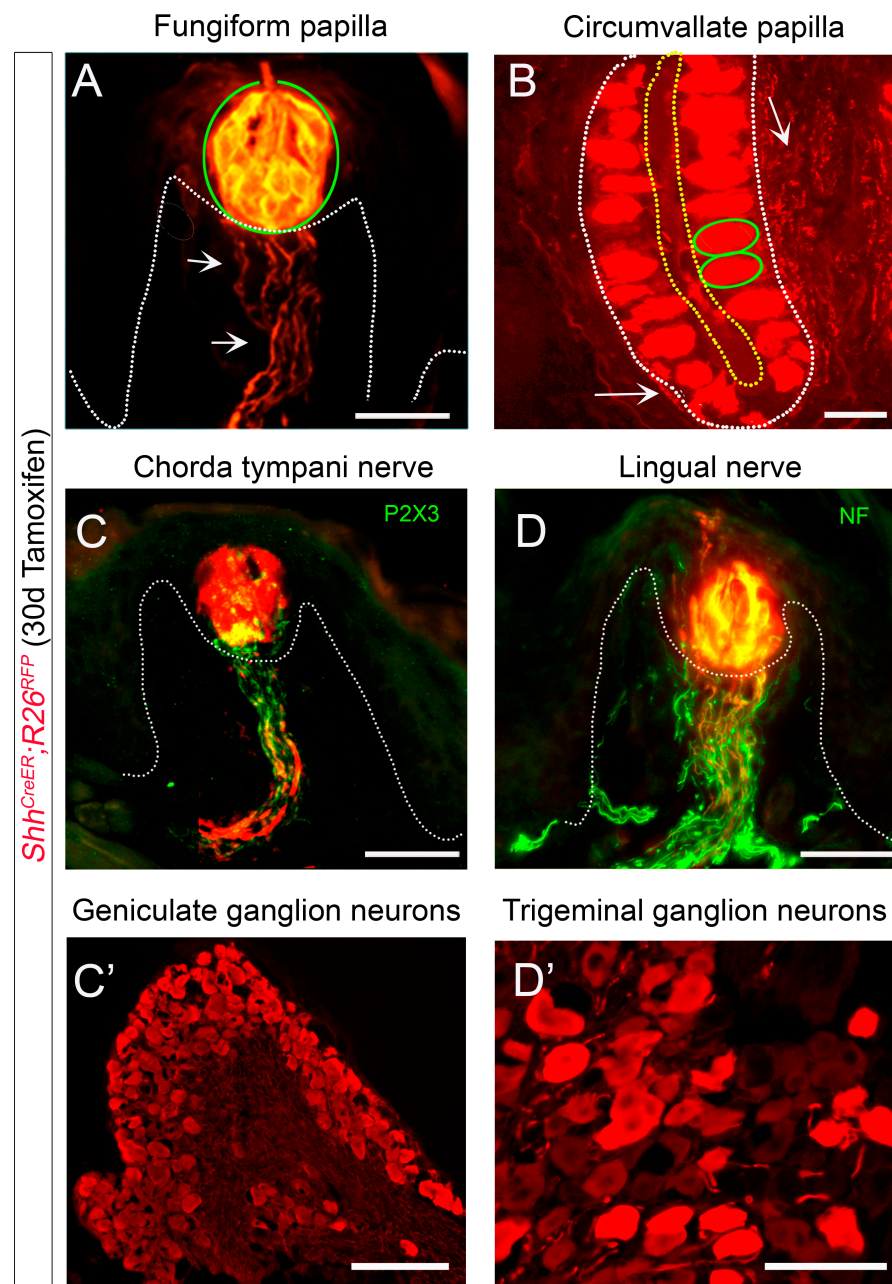 Fungiform papilla
Circumvallate papilla
A
B
Shh^CreER;R26^RFP (30d Tamoxifen)
Chorda tympani nerve
Lingual nerve
C
P2X3
D
NF
Geniculate ganglion neurons
Trigeminal ganglion neurons
C’
D’